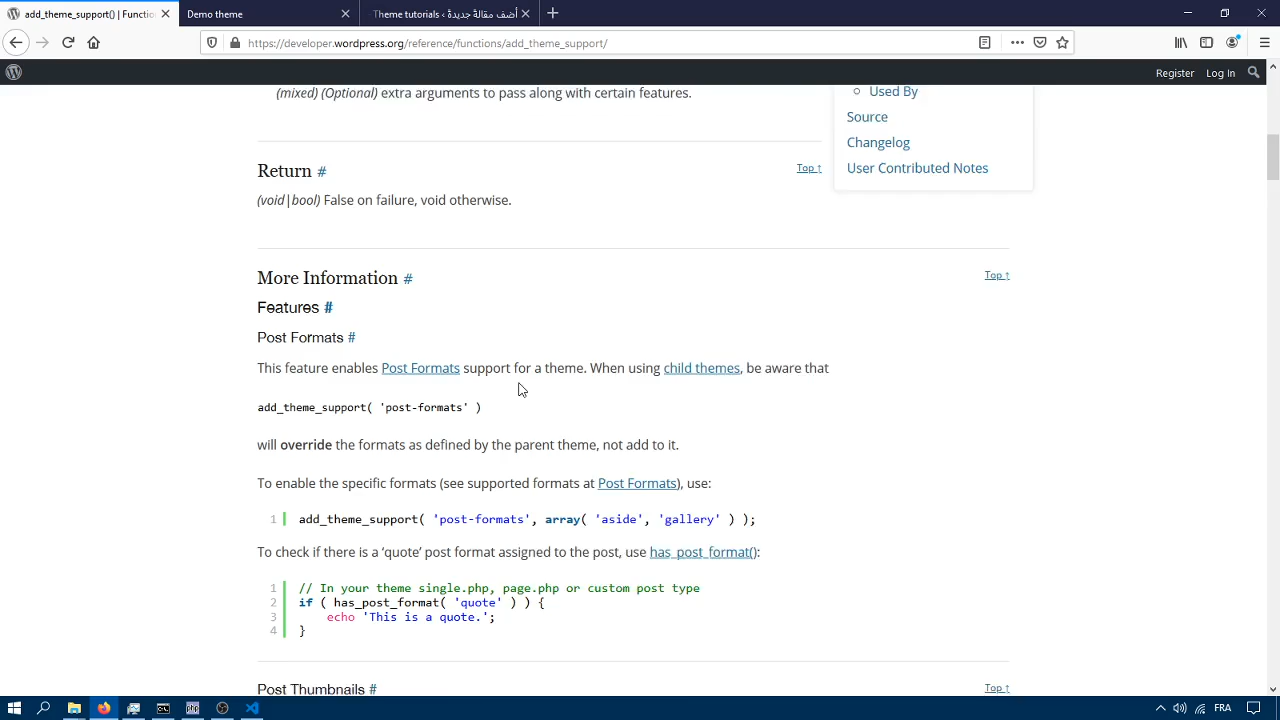 add_theme_support() | Functio
Demo theme
أضف مقالة جديدة ‹ Theme tutorials
https://developer.wordpress.org/reference/functions/add_theme_support/
Register
Log In
(mixed) (Optional) extra arguments to pass along with certain features.
Used By
Source
Changelog
User Contributed Notes
Return #
Top ↑
(void|bool) False on failure, void otherwise.
More Information #
Top ↑
Features #
Post Formats #
This feature enables Post Formats support for a theme. When using child themes, be aware that
add_theme_support( 'post-formats' )
will override the formats as defined by the parent theme, not add to it.
To enable the specific formats (see supported formats at Post Formats), use:
1 add_theme_support( 'post-formats', array( 'aside', 'gallery' ) );
To check if there is a ‘quote’ post format assigned to the post, use has_post_format():
1 // In your theme single.php, page.php or custom post type
2 if ( has_post_format( 'quote' ) ) {
3 echo 'This is a quote.';
4 }
Post Thumbnails #
Top ↑
FRA